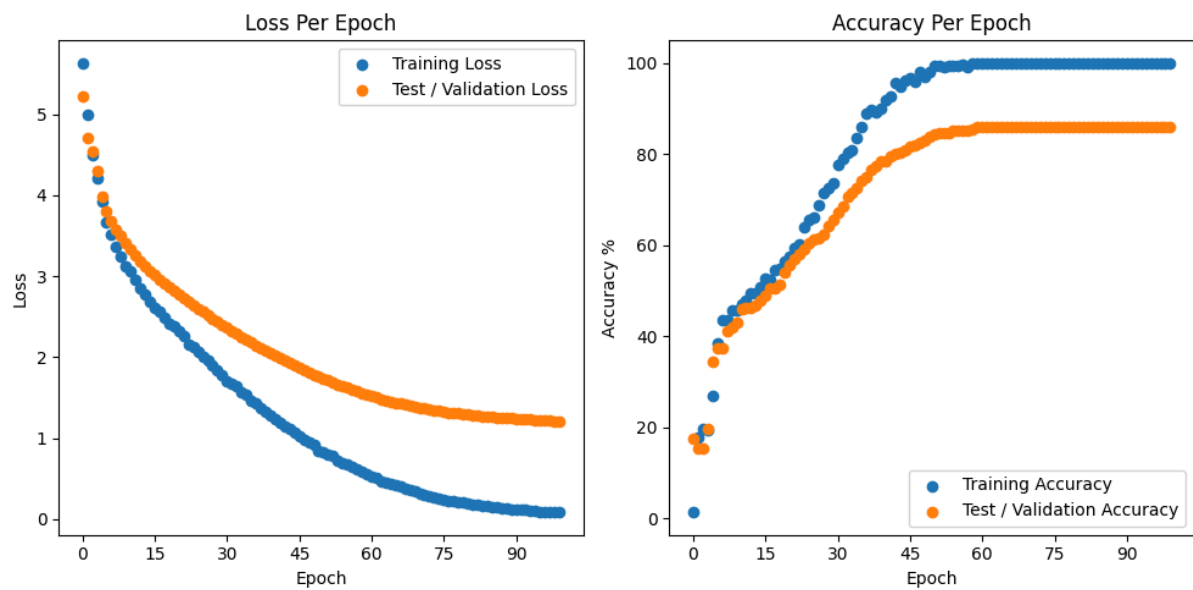 Loss Per Epoch
Training Loss
Test / Validation Loss
5
4
3
2
1
0
Loss
0 15 30 45 60 75 90
Epoch
Accuracy Per Epoch
100
80
60
40
20
0
Accuracy %
Training Accuracy
Test / Validation Accuracy
0 15 30 45 60 75 90
Epoch